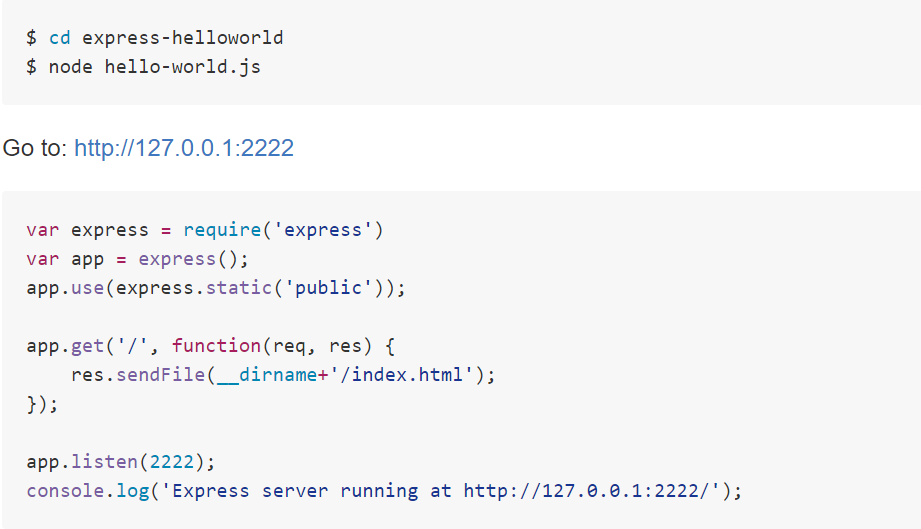 $ cd express-helloworld
$ node hello-world.js
Go to: http://127.0.0.1:2222
var express = require('express')
var app = express();
app.use(express.static('public'));
app.get('/', function(req, res) {
    res.sendFile(__dirname+'/index.html');
});
app.listen(2222);
console.log('Express server running at http://127.0.0.1:2222/');